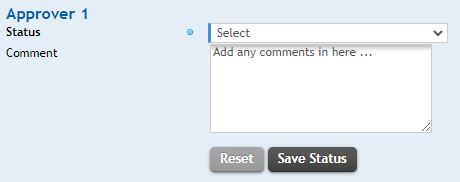 Approver 1
Status Select
Comment Add any comments in here ...
Reset Save Status